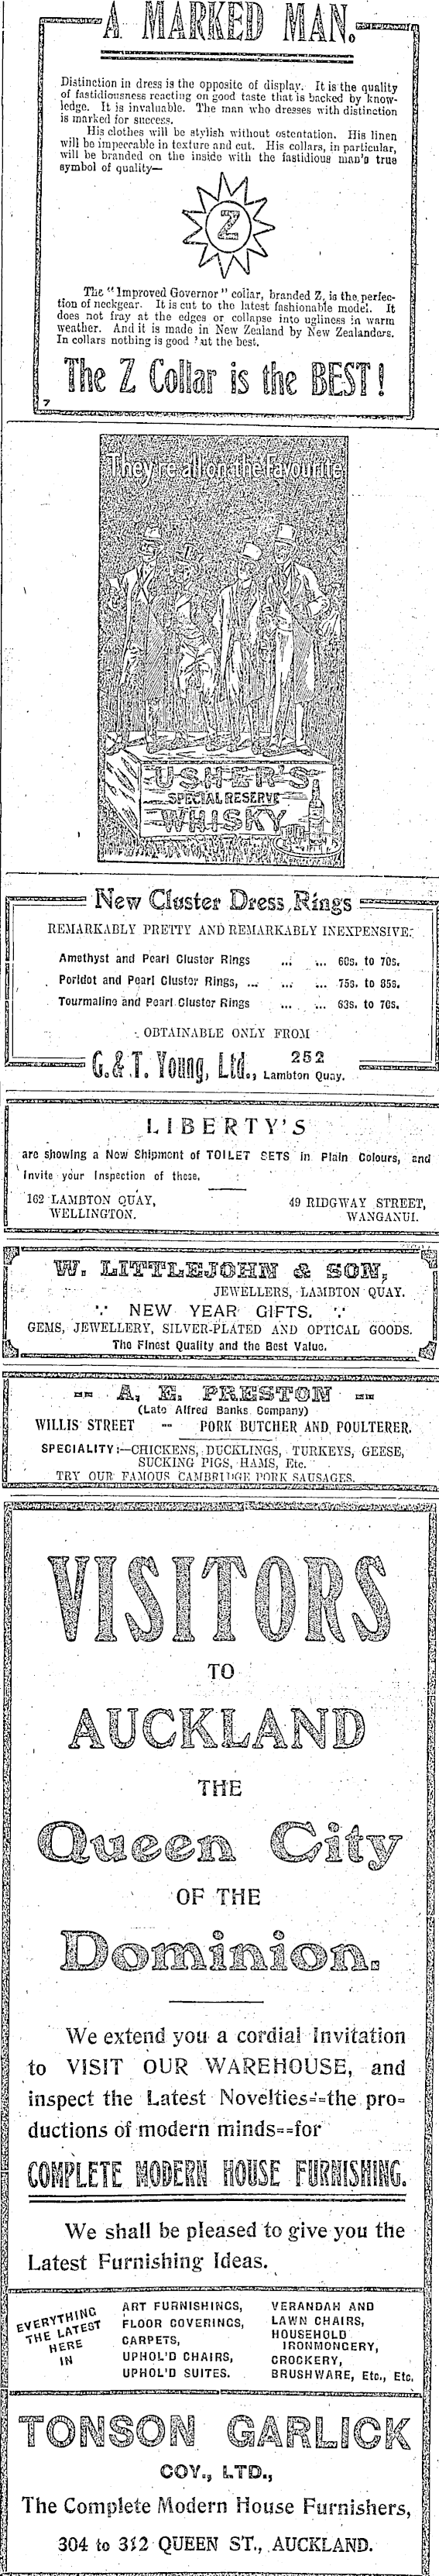 A MARKED MAN.
Distinction in dress is the opposite of display. It is the quality
of fastidiousness reacting on good taste that is backed by know-
ledge. It is invaluable. The man who dresses with distinction
is marked for success.
His clothes will be stylish without ostentation. His linen
will be impeccable in texture and cut. His collars, in particular,
will be branded on the inside with the fastidious man's true
symbol of quality—
Z
The "Improved Governor" collar, branded Z, is the perfec-
tion of neckgear. It is cut to the latest fashionable model. It
does not fray at the edges or collapse into ugliness in warm
weather. And it is made in New Zealand by New Zealanders.
In collars nothing is good but the best.
The Z Collar is the BEST!
7
They're all on the Favourite
USHER'S
SPECIAL RESERVE
WHISKY
New Cluster Dress Rings
REMARKABLY PRETTY AND REMARKABLY INEXPENSIVE.
Amethyst and Pearl Cluster Rings ... ... 60s. to 70s.
Peridot and Pearl Cluster Rings, ... ... 75s. to 85s.
Tourmaline and Pearl Cluster Rings ... ... 63s. to 70s.
OBTAINABLE ONLY FROM
G. & T. Young, Ltd., 252 Lambton Quay.
LIBERTY'S
are showing a New Shipment of TOILET SETS in Plain Colours, and
invite your Inspection of these.
162 LAMBTON QUAY, 49 RIDGWAY STREET,
WELLINGTON. WANGANUI.
W. LITTLEJOHN & SON,
JEWELLERS, LAMBTON QUAY.
NEW YEAR GIFTS.
GEMS, JEWELLERY, SILVER-PLATED AND OPTICAL GOODS.
The Finest Quality and the Best Value.
-- A. E. PRESTON --
(Late Alfred Banks Company)
WILLIS STREET -- PORK BUTCHER AND POULTERER.
SPECIALITY:—CHICKENS, DUCKLINGS, TURKEYS, GEESE,
SUCKING PIGS, HAMS, Etc.
TRY OUR FAMOUS CAMBRIDGE PORK SAUSAGES.
VISITORS
TO
AUCKLAND
THE
Queen City
OF THE
Dominion.
We extend you a cordial Invitation
to VISIT OUR WAREHOUSE, and
inspect the Latest Novelties--the pro-
ductions of modern minds--for
COMPLETE MODERN HOUSE FURNISHING.
We shall be pleased to give you the
Latest Furnishing Ideas.
EVERYTHING
THE LATEST
HERE
IN
ART FURNISHINGS,
FLOOR COVERINGS,
CARPETS,
UPHOL'D CHAIRS,
UPHOL'D SUITES.
VERANDAH AND
LAWN CHAIRS,
HOUSEHOLD
IRONMONGERY,
CROCKERY,
BRUSHWARE, Etc., Etc.
TONSON GARLICK
COY., LTD.,
The Complete Modern House Furnishers,
304 to 312 QUEEN ST., AUCKLAND.